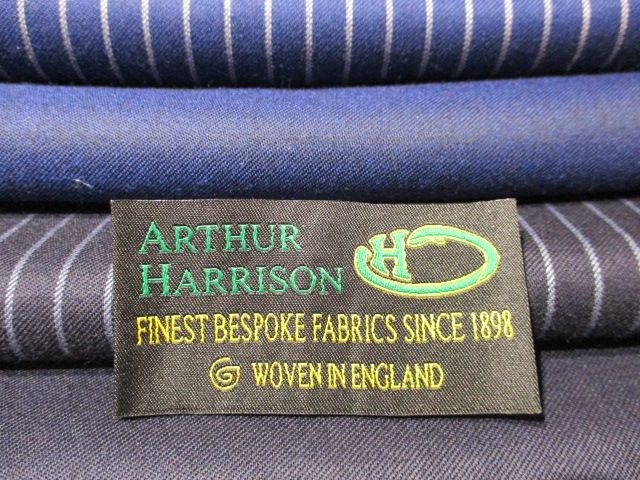 ARTHUR
HARRISON
H
FINEST BESPOKE FABRICS SINCE 1898
WOVEN IN ENGLAND